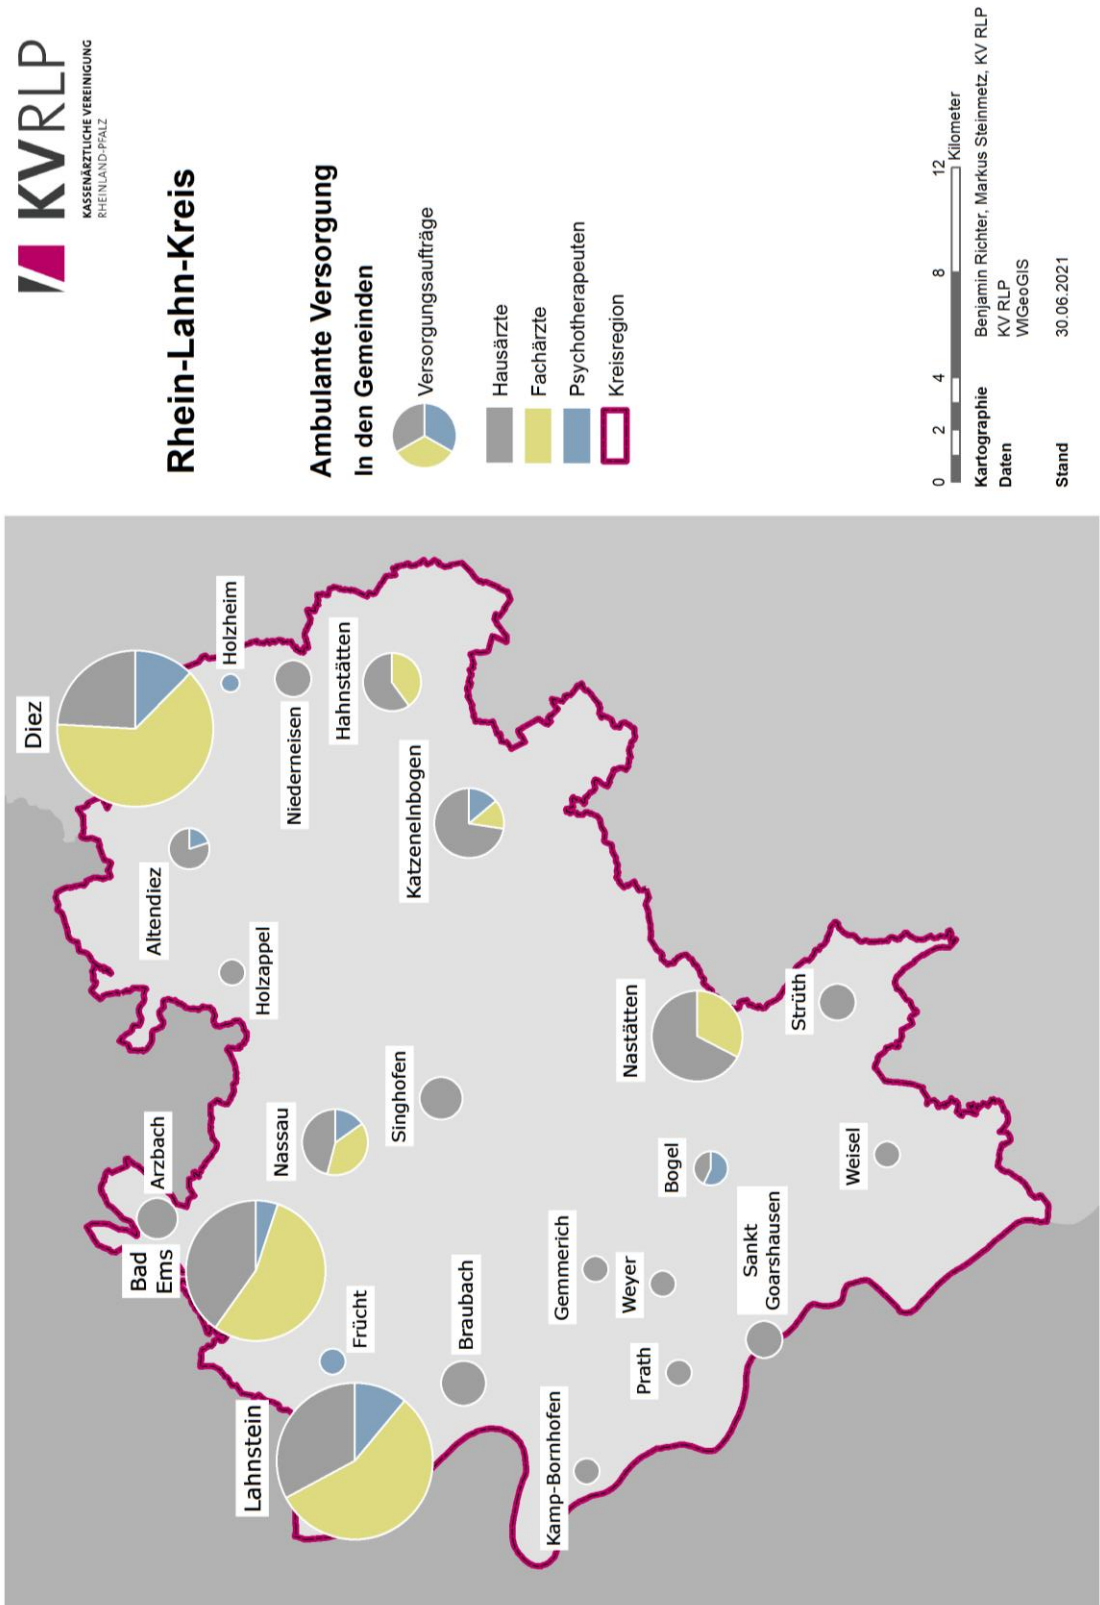 KVRLP
KASSENÄRZTLICHE VEREINIGUNG
RHEINLAND-PFALZ
Rhein-Lahn-Kreis
Ambulante Versorgung
In den Gemeinden
Versorgungsaufträge
Hausärzte
Fachärzte
Psychotherapeuten
Kreisregion
0 2 4 8 12
Kilometer
Kartographie Benjamin Richter, Markus Steinmetz, KV RLP
Daten KV RLP
WIGeoGIS
Stand 30.06.2021
Diez
Holzheim
Altendiez
Niederneisen
Hahnstätten
Holzappel
Katzenelnbogen
Arzbach
Bad
Ems
Nassau
Singhofen
Frücht
Lahnstein
Braubach
Nastätten
Strüth
Bogel
Gemmerich
Weyer
Weisel
Sankt
Goarshausen
Prath
Kamp-Bornhofen